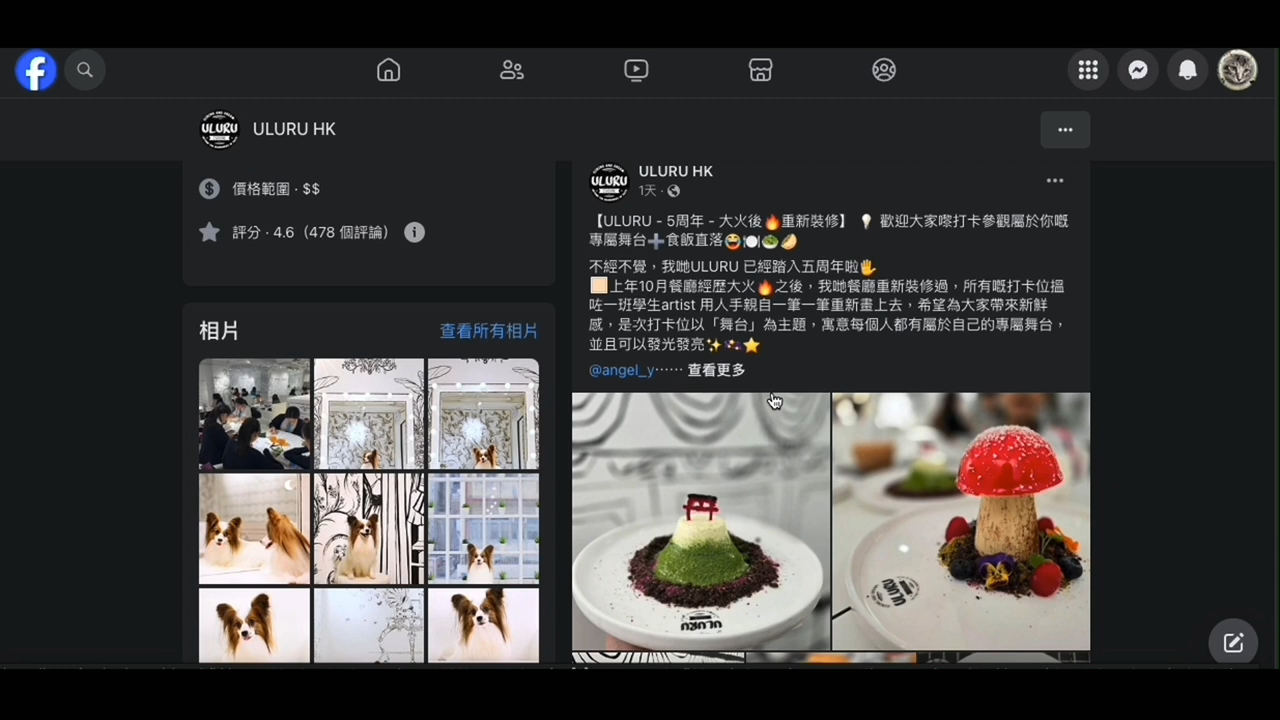 ULURU HK
價格範圍 · $$
評分 · 4.6（478 個評論）
相片
查看所有相片
ULURU HK
1天 ·
【ULURU - 5周年 - 大火後🔥重新裝修】 💡 歡迎大家嚟打卡參觀屬於你嘅
專屬舞台➕食飯直落😆🍽️🥗🥟
不經不覺，我哋ULURU 已經踏入五周年啦🖐
🏻上年10月餐廳經歷大火🔥之後，我哋餐廳重新裝修過，所有嘅打卡位搵
咗一班學生artist 用人手親自一筆一筆重新畫上去，希望為大家帶來新鮮
感，是次打卡位以「舞台」為主題，寓意每個人都有屬於自己的專屬舞台，
並且可以發光發亮✨🎇⭐
@angel_y⋯⋯ 查看更多
ULURU
ULURU
ULURU
ULURU